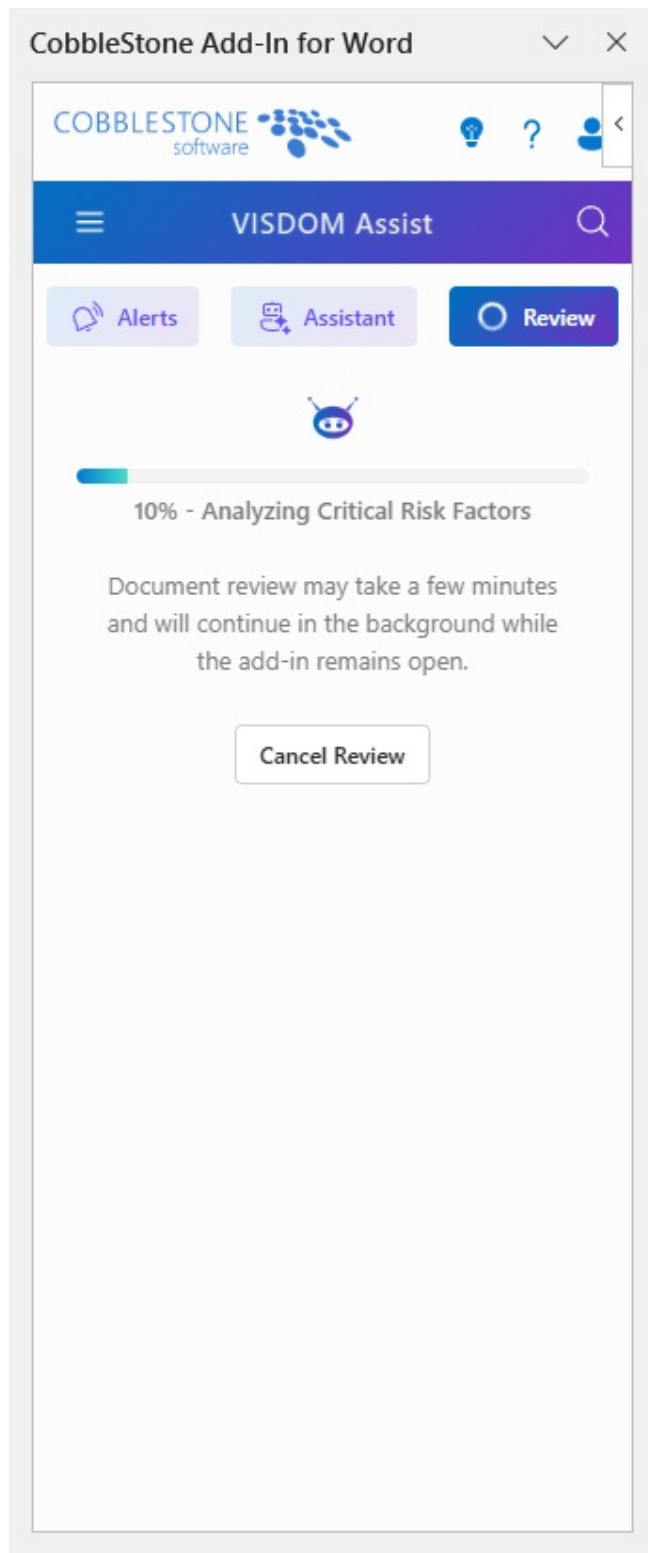 CobbleStone Add-In for Word
COBBLESTONE
software
VISDOM Assist
Alerts
Assistant
Review
10% - Analyzing Critical Risk Factors
Document review may take a few minutes
and will continue in the background while
the add-in remains open.
Cancel Review